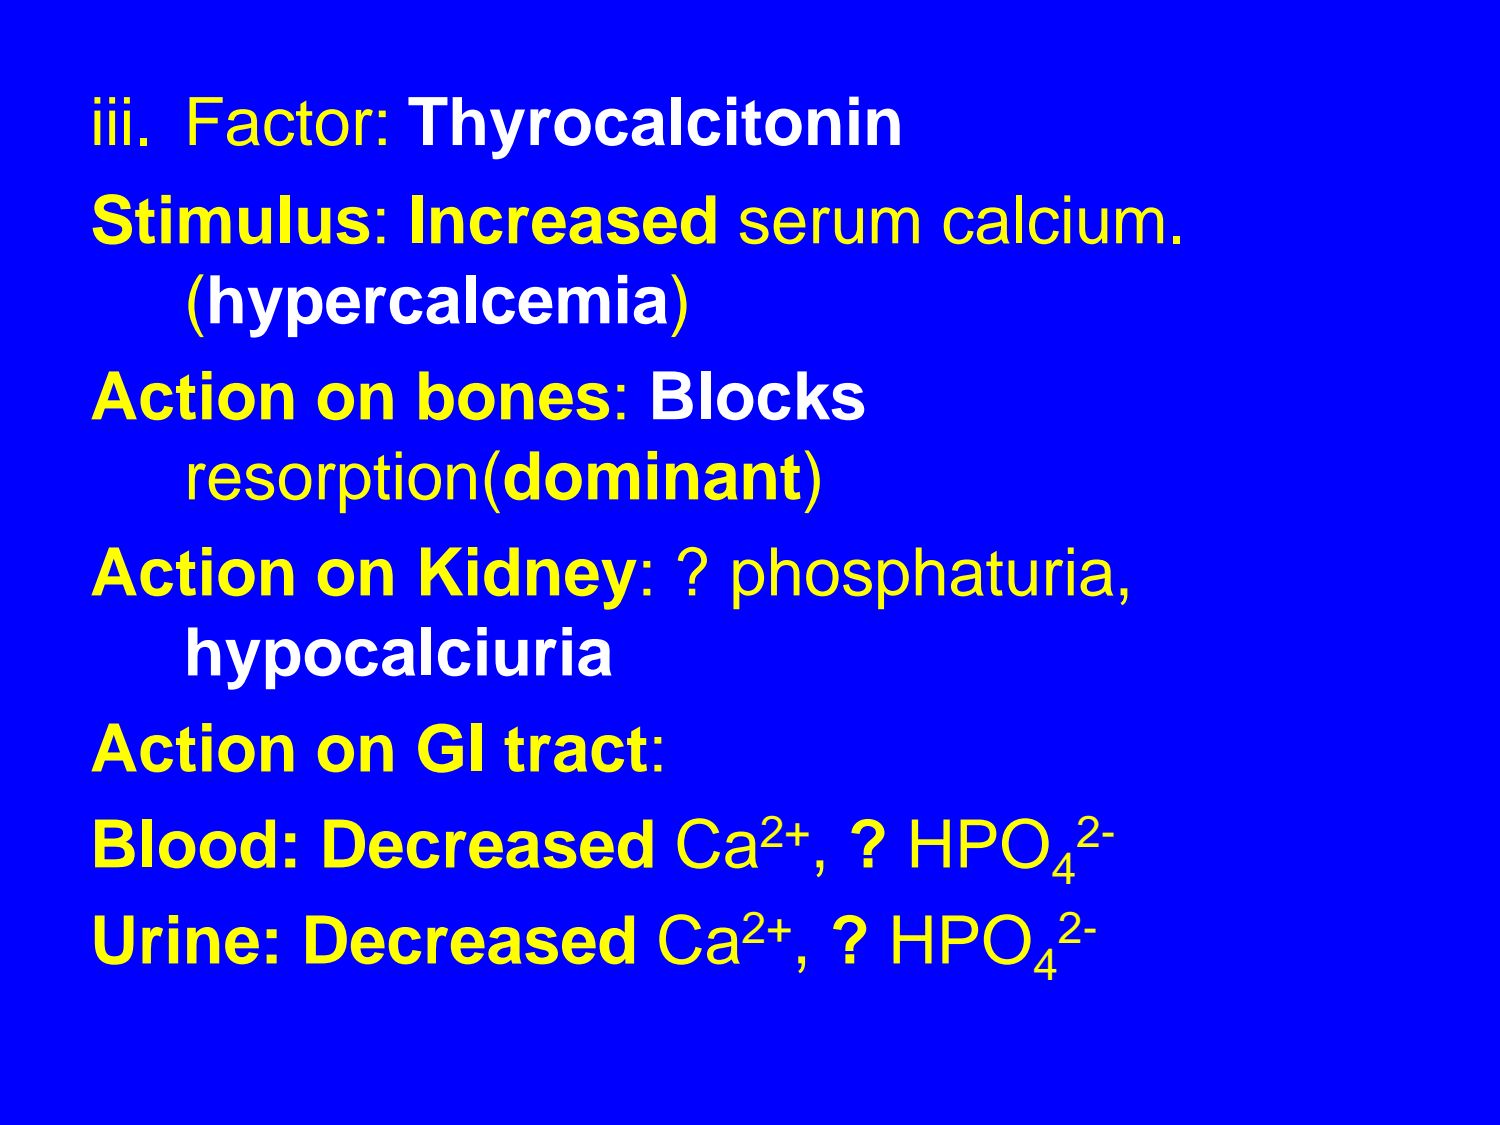 iii. Factor: Thyrocalcitonin
Stimulus: Increased serum calcium.
(hypercalcemia)
Action on bones: Blocks
resorption(dominant)
Action on Kidney: ? phosphaturia,
hypocalciuria
Action on GI tract:
Blood: Decreased Ca²⁺, ? HPO₄²⁻
Urine: Decreased Ca²⁺, ? HPO₄²⁻